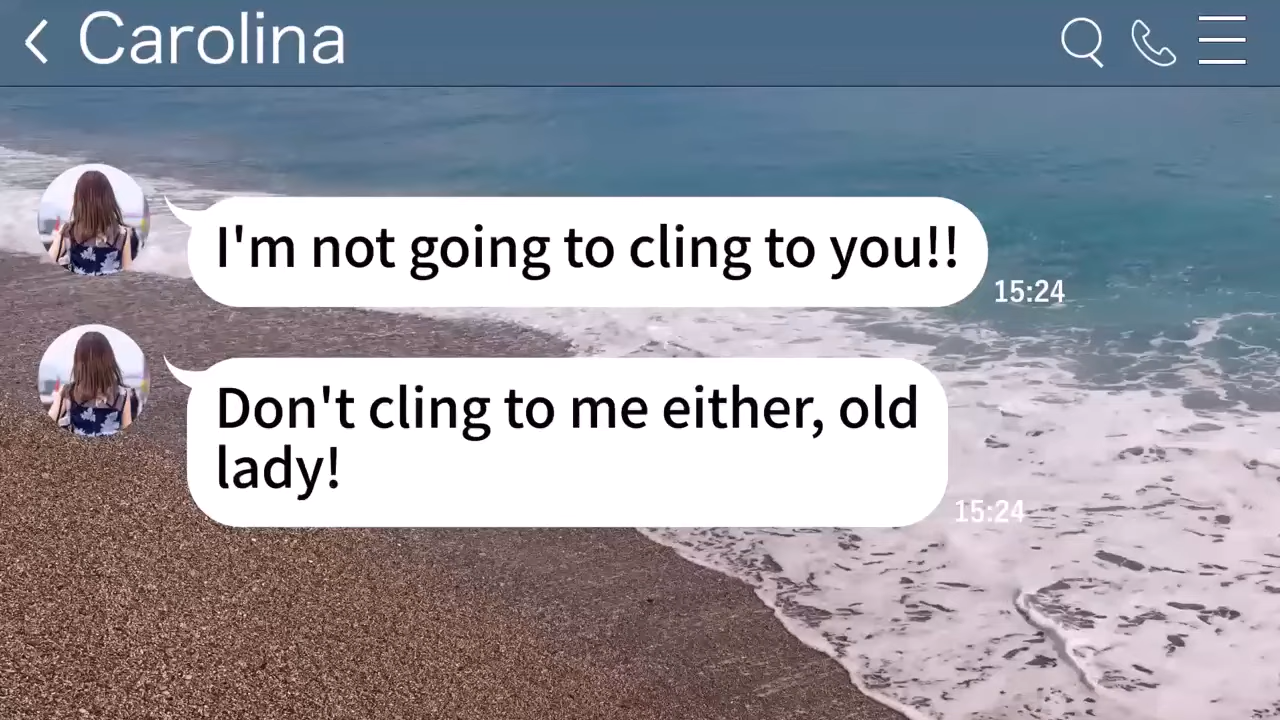 Carolina
I'm not going to cling to you!!
15:24
Don't cling to me either, old
lady!
15:24